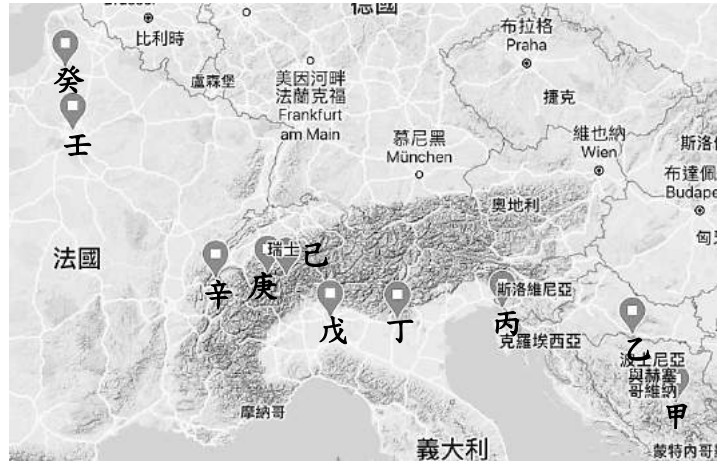 德國
比利時
布拉格
Praha
癸
盧森堡
美因河畔
法蘭克福
Frankfurt
am Main
捷克
壬
慕尼黑
München
維也納
Wien
布達佩
Budape
奧地利
法國
瑞士
己
辛
庚
戊
丁
丙
斯洛維尼亞
克羅埃西亞
乙
波士尼亞
與赫塞
哥維納
甲
摩納哥
義大利
蒙特內哥